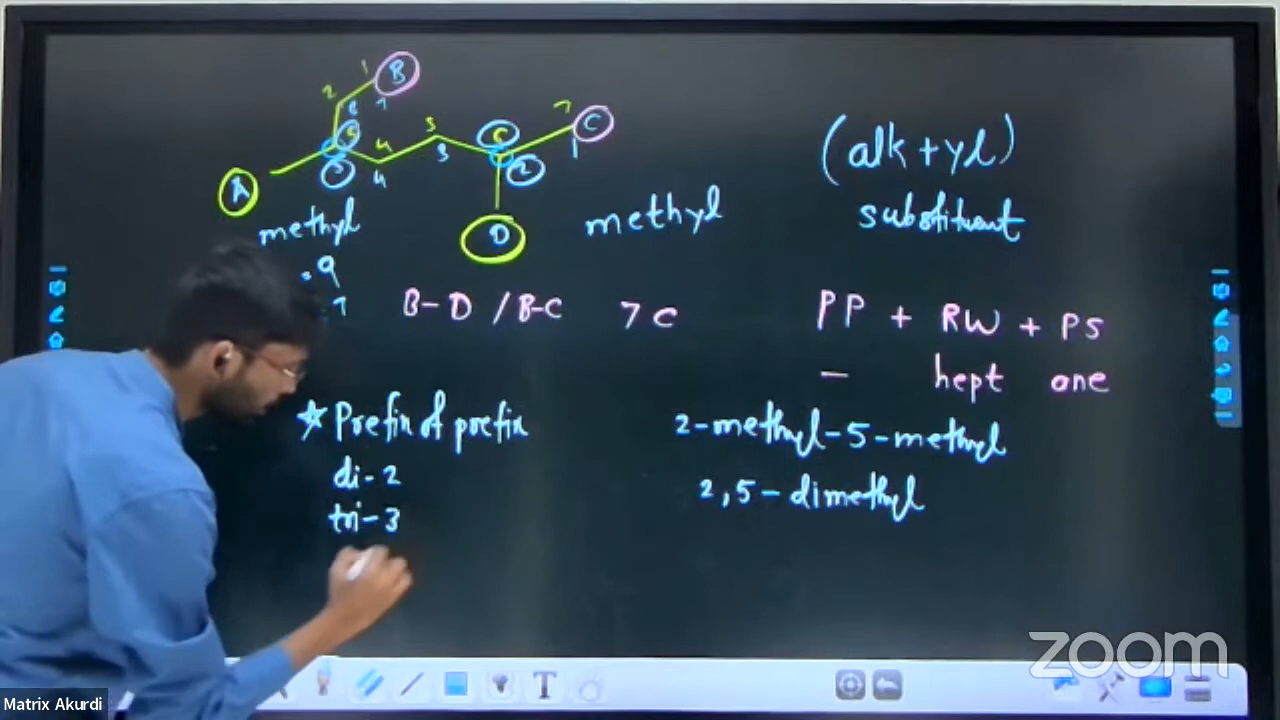 B
C
A
D
methyl
methyl
(alk+yl)
substituent
B-D / B-C 7 C
PP + RW + PS
- hept ane
★ Prefix of prefix
di-2
tri-3
2-methyl-5-methyl
2,5-dimethyl
zoom
Matrix Akurdi